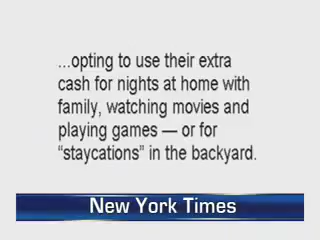 ...opting to use their extra
cash for nights at home with
family, watching movies and
playing games — or for
“staycations” in the backyard.
New York Times